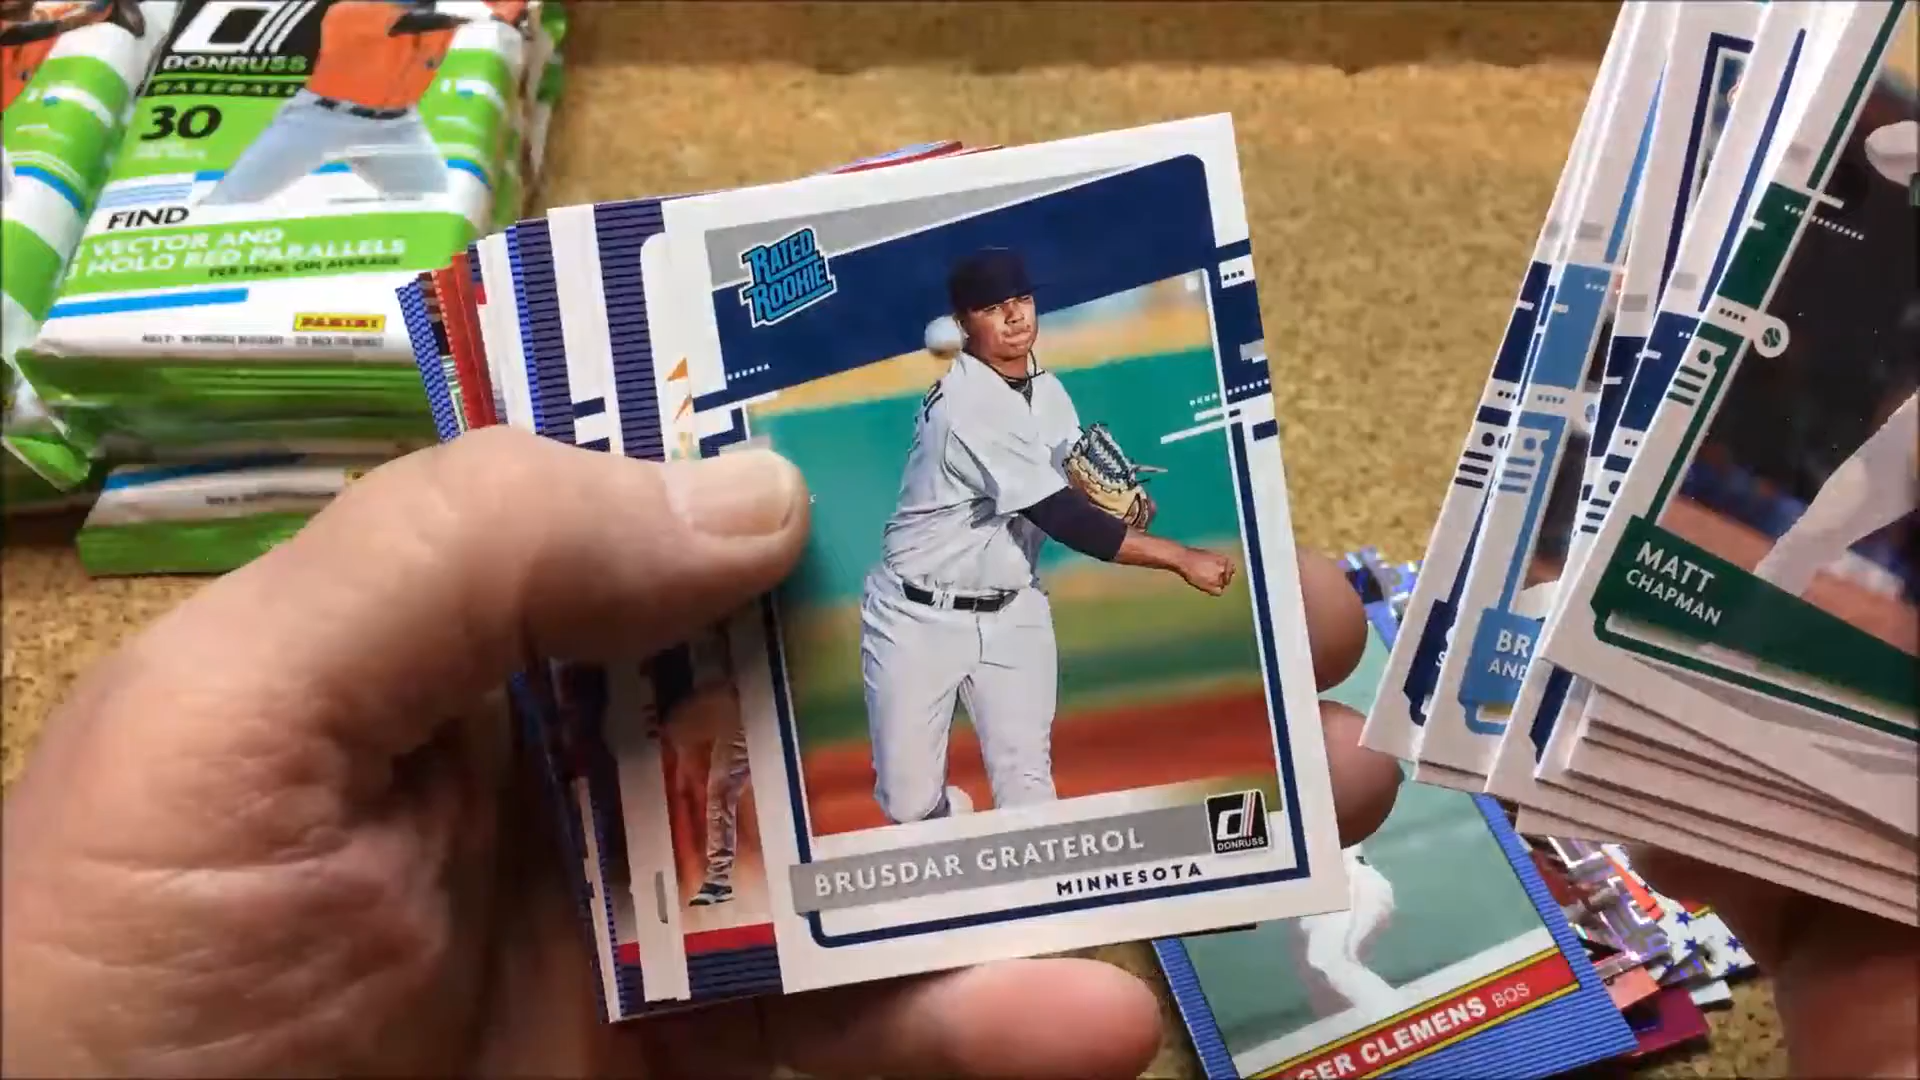 DONRUSS
BASEBALL
30
FIND
VECTOR AND
HOLO RED PARALLELS
PER PACK, ON AVERAGE
PANINI
RATED
ROOKIE
BRUSDAR GRATEROL
MINNESOTA
DONRUSS
MATT
CHAPMAN
BR
AND
GER CLEMENS BOS